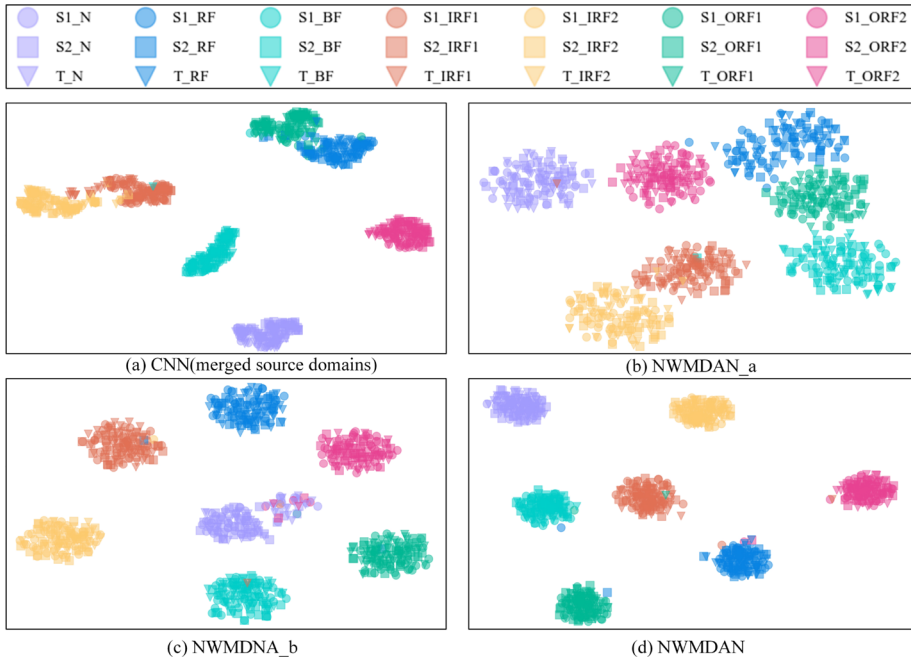 S1_N S1_RF S1_BF S1_IRF1 S1_IRF2 S1_ORF1 S1_ORF2
S2_N S2_RF S2_BF S2_IRF1 S2_IRF2 S2_ORF1 S2_ORF2
T_N T_RF T_BF T_IRF1 T_IRF2 T_ORF1 T_ORF2
(a) CNN(merged source domains) (b) NWMDAN_a
(c) NWMDNA_b (d) NWMDAN